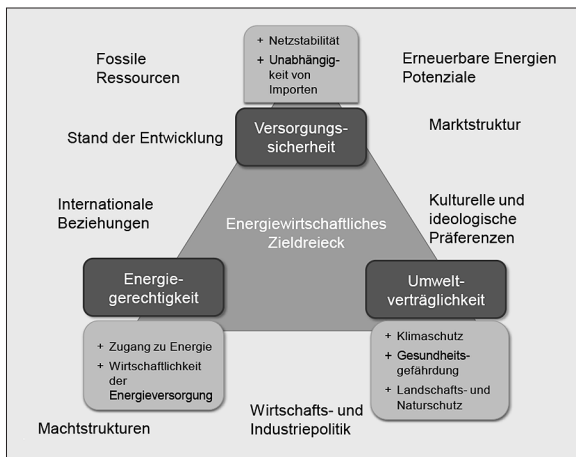 + Netzstabilität
+ Unabhängig-
keit von
Importen
Fossile
Ressourcen
Erneuerbare Energien
Potenziale
Versorgungs-
sicherheit
Stand der Entwicklung
Marktstruktur
Internationale
Beziehungen
Kulturelle und
ideologische
Präferenzen
Energiewirtschaftliches
Zieldreieck
Energie-
gerechtigkeit
Umwelt-
verträglichkeit
+ Zugang zu Energie
+ Wirtschaftlichkeit
der
Energieversorgung
+ Klimaschutz
+ Gesundheits-
gefährdung
+ Landschafts- und
Naturschutz
Machtstrukturen
Wirtschafts- und
Industriepolitik